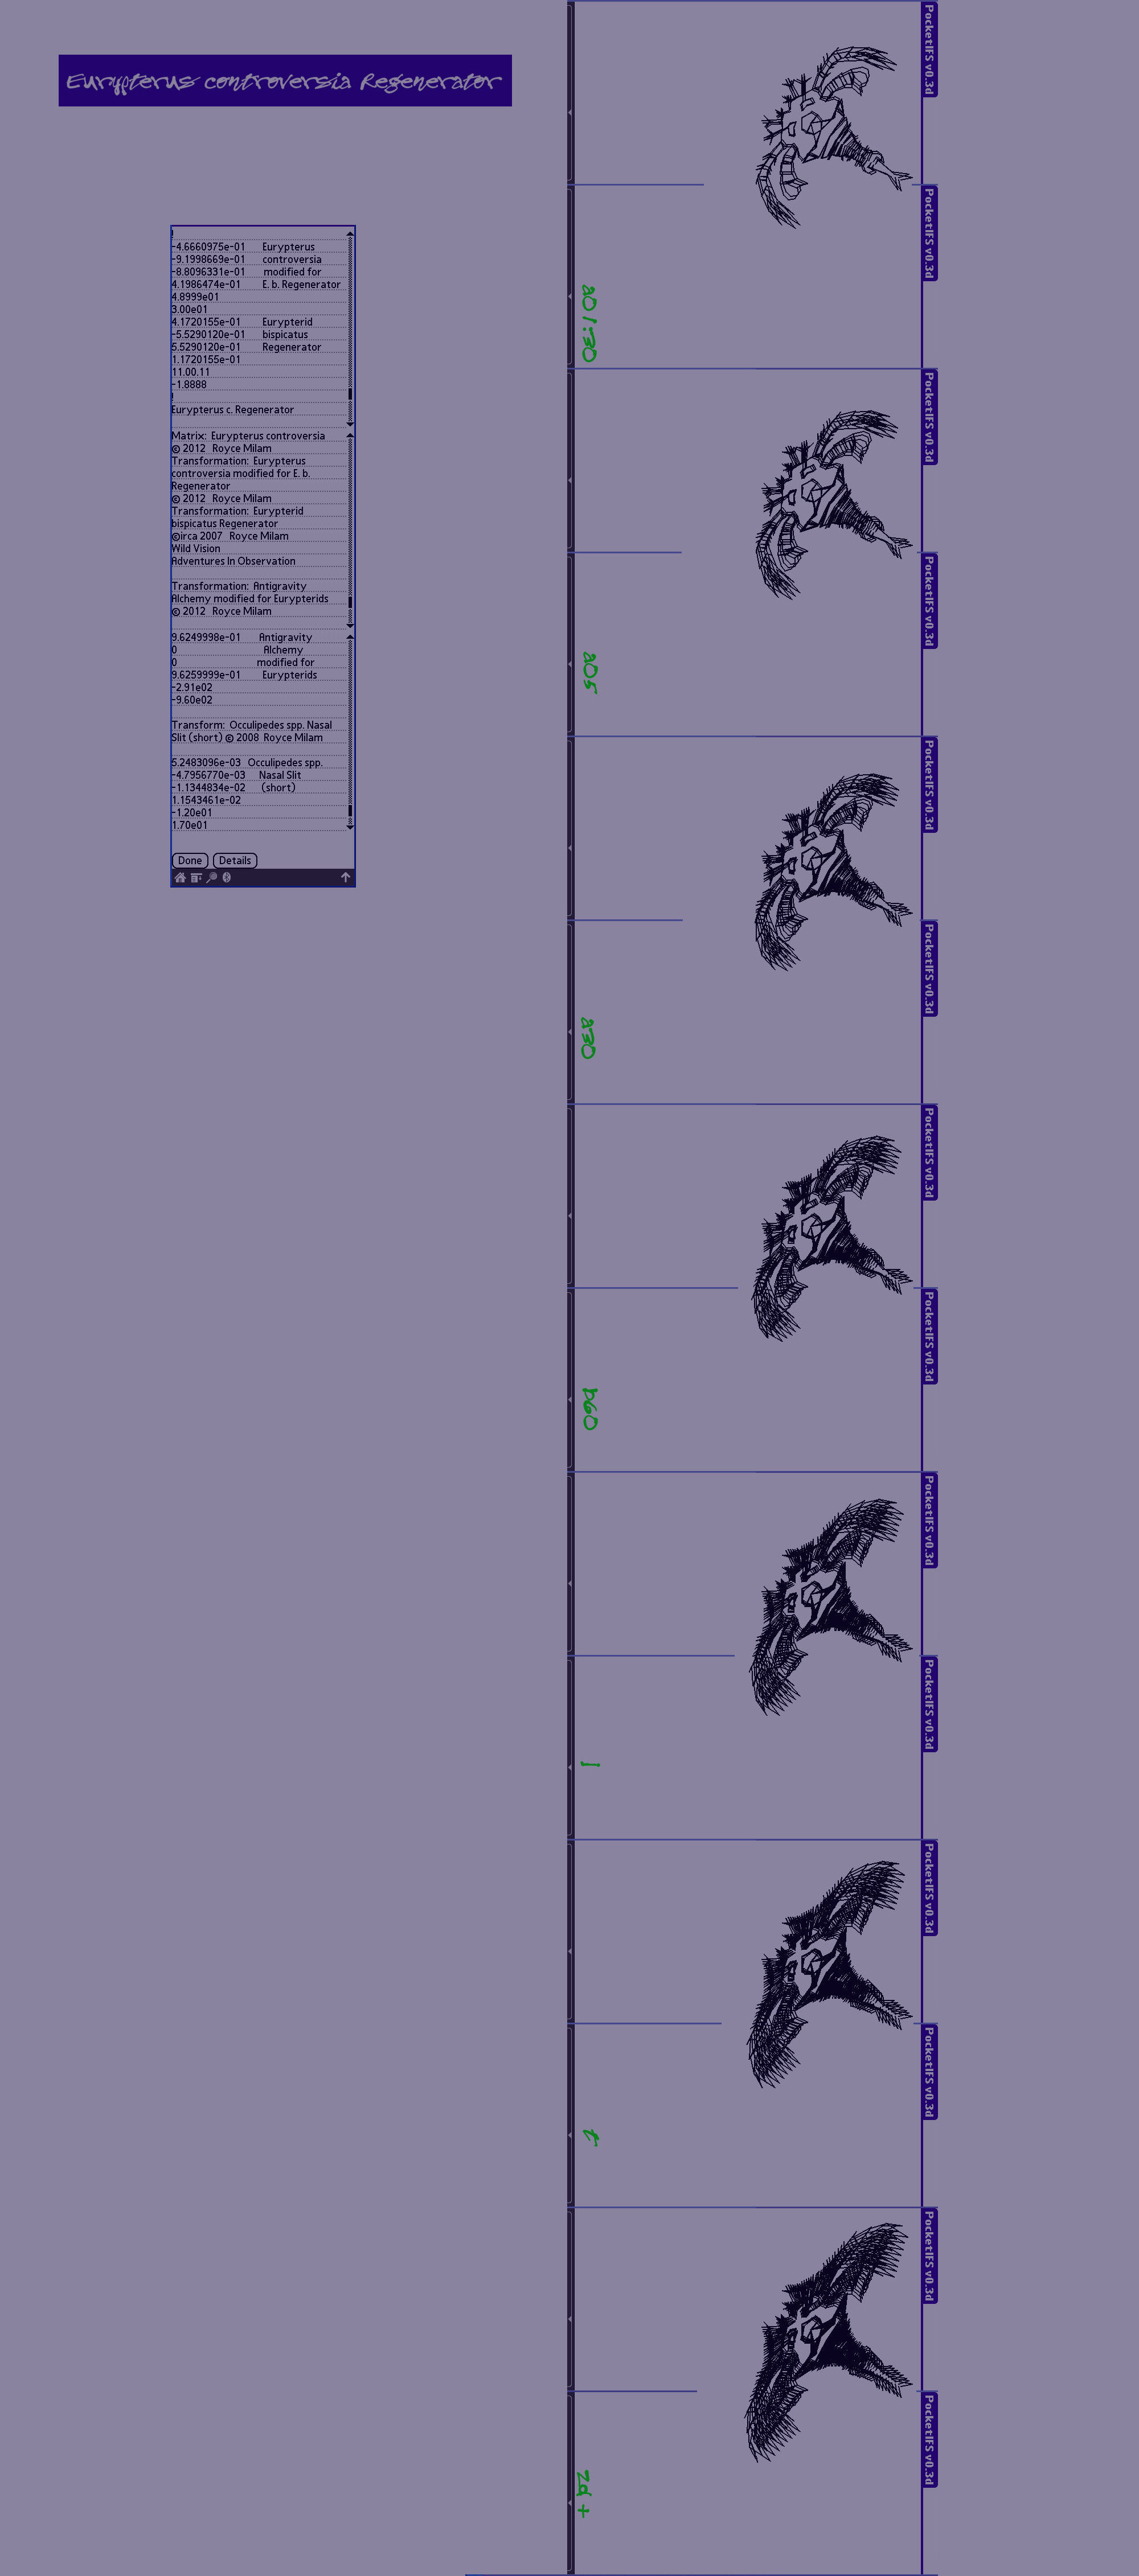 Eurypterus controversia Regenerator
!
-4.6660975e-01 Eurypterus
-9.1998669e-01 controversia
-8.8096331e-01 modified for
4.1986474e-01 E. b. Regenerator
4.8999e01
3.00e01
4.1720155e-01 Eurypterid
-5.5290120e-01 bispicatus
5.5290120e-01 Regenerator
1.1720155e-01
11.00.11
-1.8888
!
Eurypterus c. Regenerator
Matrix: Eurypterus controversia
© 2012 Royce Milam
Transformation: Eurypterus
controversia modified for E. b.
Regenerator
© 2012 Royce Milam
Transformation: Eurypterid
bispicatus Regenerator
©irca 2007 Royce Milam
Wild Vision
Adventures In Observation
Transformation: Antigravity
Alchemy modified for Eurypterids
© 2012 Royce Milam
9.6249998e-01 Antigravity
0 Alchemy
0 modified for
9.6259999e-01 Eurypterids
-2.91e02
-9.60e02
Transform: Occulipedes spp. Nasal
Slit (short) © 2008 Royce Milam
5.2483096e-03 Occulipedes spp.
-4.7956770e-03 Nasal Slit
-1.1344834e-02 (short)
1.1543461e-02
-1.20e01
1.70e01
Done Details
PocketIFS v0.3d
PocketIFS v0.3d
a01:30
PocketIFS v0.3d
PocketIFS v0.3d
a05
PocketIFS v0.3d
PocketIFS v0.3d
a30
PocketIFS v0.3d
PocketIFS v0.3d
b60
PocketIFS v0.3d
PocketIFS v0.3d
PocketIFS v0.3d
PocketIFS v0.3d
PocketIFS v0.3d
PocketIFS v0.3d
zd +